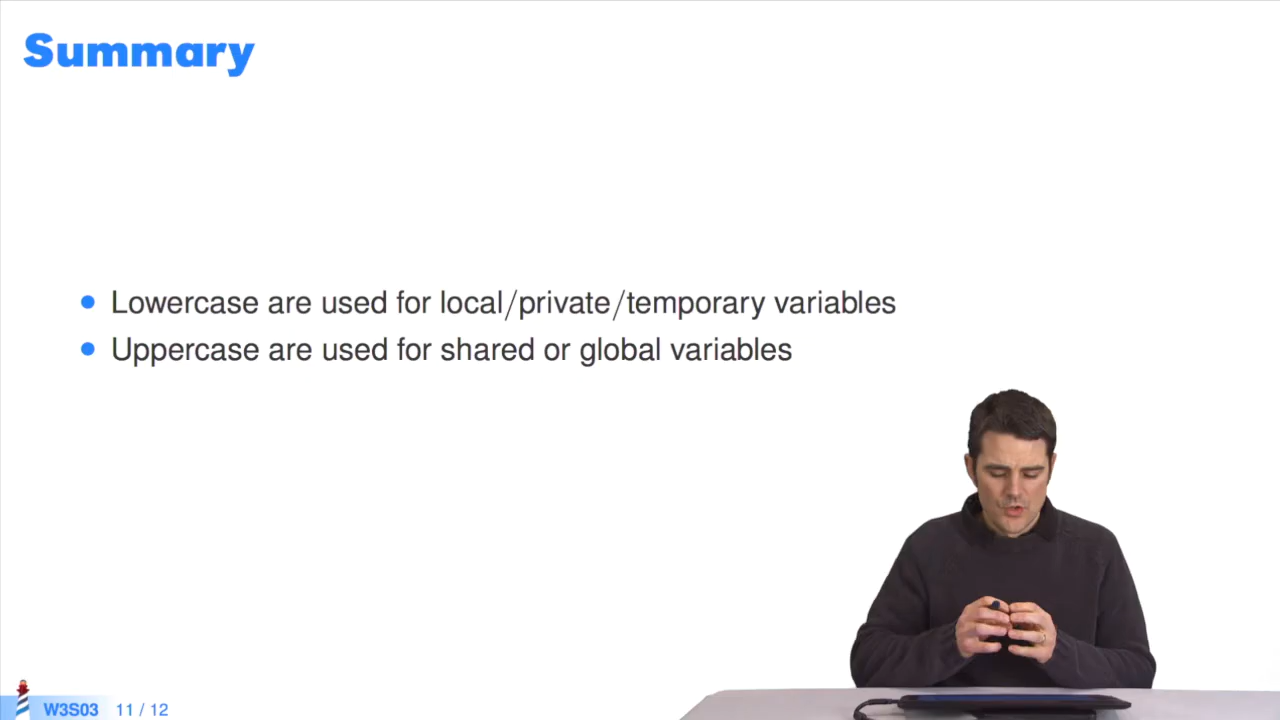 Summary
Lowercase are used for local/private/temporary variables
Uppercase are used for shared or global variables
W3S03 11 / 12